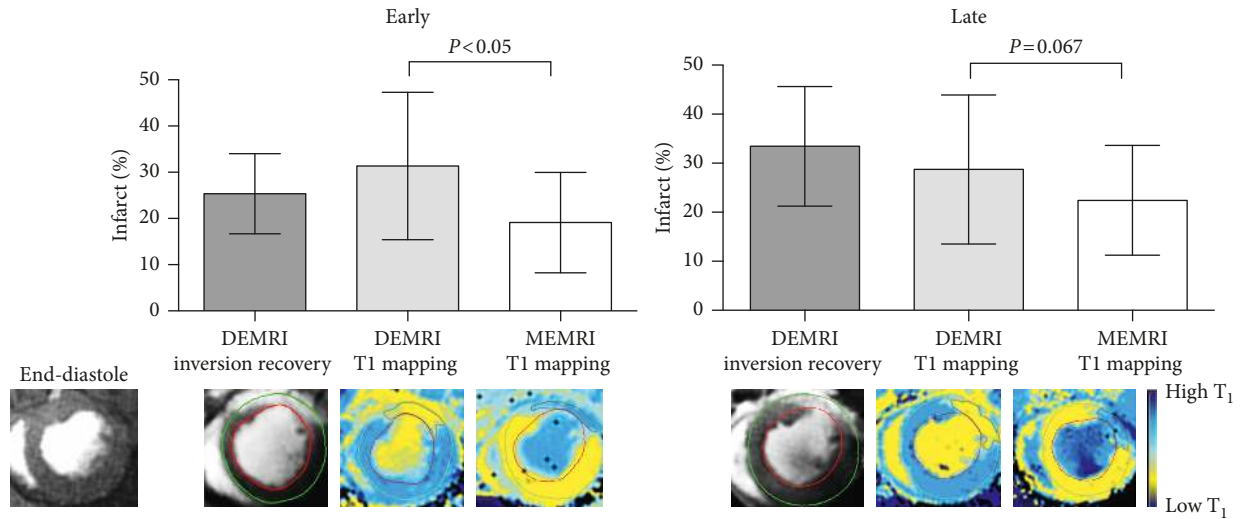 Early
P<0.05
50
40
30
20
10
0
Infarct (%)
DEMRI
inversion recovery
DEMRI
T1 mapping
MEMRI
T1 mapping
Late
P=0.067
50
40
30
20
10
0
Infarct (%)
DEMRI
inversion recovery
DEMRI
T1 mapping
MEMRI
T1 mapping
End-diastole
High T₁
Low T₁